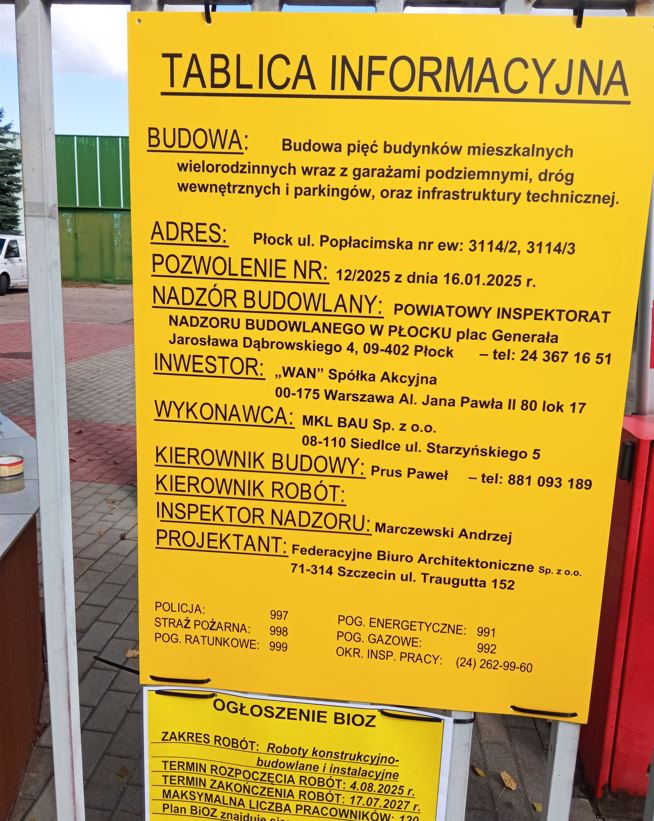 TABLICA INFORMACYJNA
BUDOWA: Budowa pięć budynków mieszkalnych
wielorodzinnych wraz z garażami podziemnymi, dróg
wewnętrznych i parkingów, oraz infrastruktury technicznej.
ADRES: Płock ul. Popłacimska nr ew: 3114/2, 3114/3
POZWOLENIE NR: 12/2025 z dnia 16.01.2025 r.
NADZÓR BUDOWLANY: POWIATOWY INSPEKTORAT
NADZORU BUDOWLANEGO W PŁOCKU plac Generała
Jarosława Dąbrowskiego 4, 09-402 Płock – tel: 24 367 16 51
INWESTOR: „WAN” Spółka Akcyjna
00-175 Warszawa Al. Jana Pawła II 80 lok 17
WYKONAWCA: MKL BAU Sp. z o.o.
08-110 Siedlce ul. Starzyńskiego 5
KIEROWNIK BUDOWY: Prus Paweł – tel: 881 093 189
KIEROWNIK ROBÓT:
INSPEKTOR NADZORU: Marczewski Andrzej
PROJEKTANT: Federacyjne Biuro Architektoniczne Sp. z o.o.
71-314 Szczecin ul. Traugutta 152
POLICJA: 997 POG. ENERGETYCZNE: 991
STRAŻ POŻARNA: 998 POG. GAZOWE: 992
POG. RATUNKOWE: 999 OKR. INSP. PRACY: (24) 262-99-60
OGŁOSZENIE BIOZ
ZAKRES ROBÓT: Roboty konstrukcyjno-
budowlane i instalacyjne
TERMIN ROZPOCZĘCIA ROBÓT: 4.08.2025 r.
TERMIN ZAKOŃCZENIA ROBÓT: 17.07.2027 r.
MAKSYMALNA LICZBA PRACOWNIKÓW: 120
Plan BiOZ znajduje się